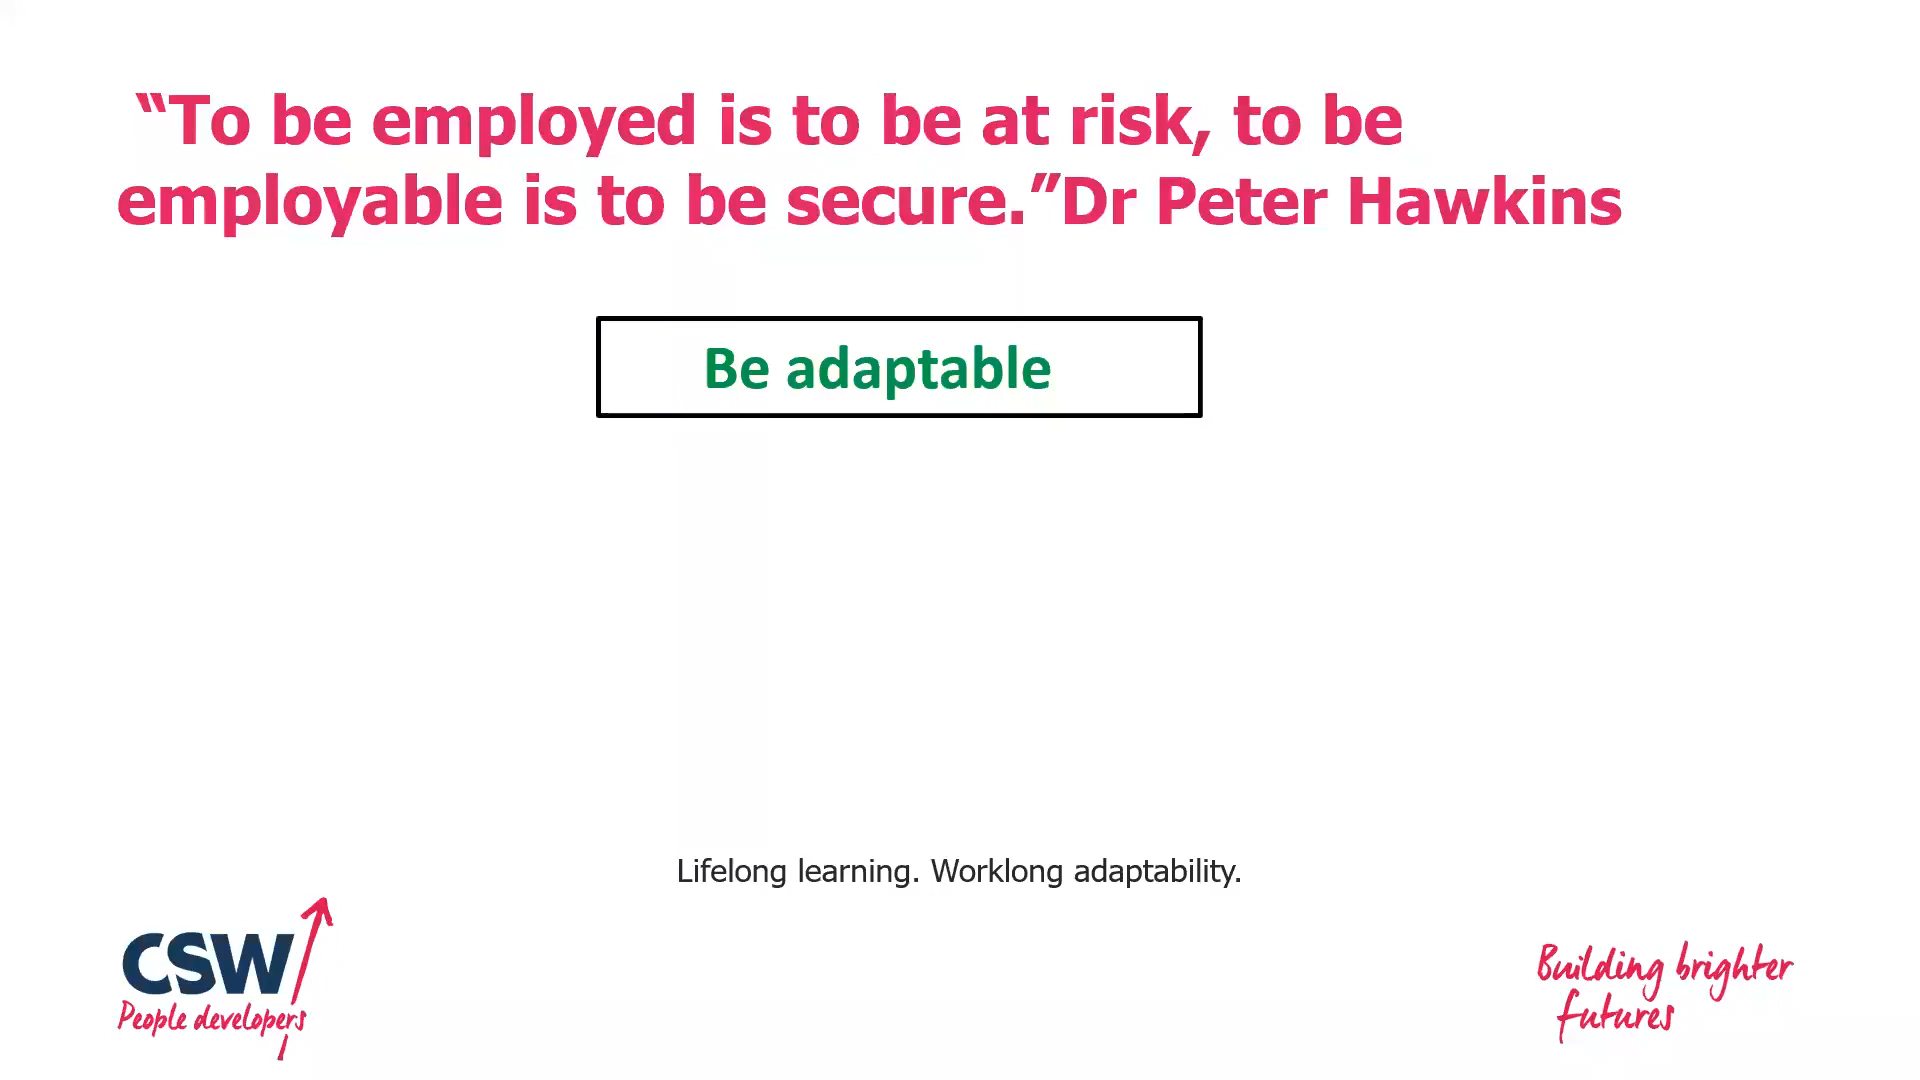 “To be employed is to be at risk, to be
employable is to be secure.”Dr Peter Hawkins
Be adaptable
Lifelong learning. Worklong adaptability.
CSW
People developers
Building brighter
futures